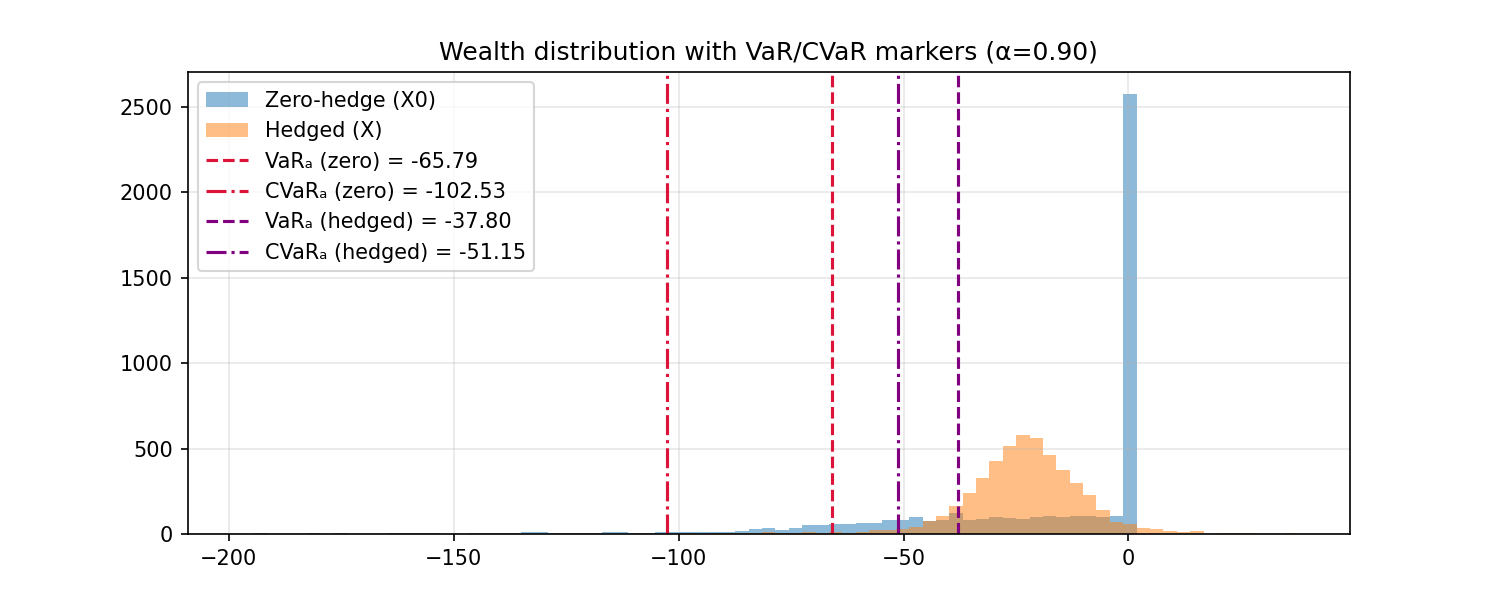 Wealth distribution with VaR/CVaR markers (α=0.90)
Zero-hedge (X0)
Hedged (X)
VaRₐ (zero) = -65.79
CVaRₐ (zero) = -102.53
VaRₐ (hedged) = -37.80
CVaRₐ (hedged) = -51.15
2500
2000
1500
1000
500
0
−200 −150 −100 −50 0